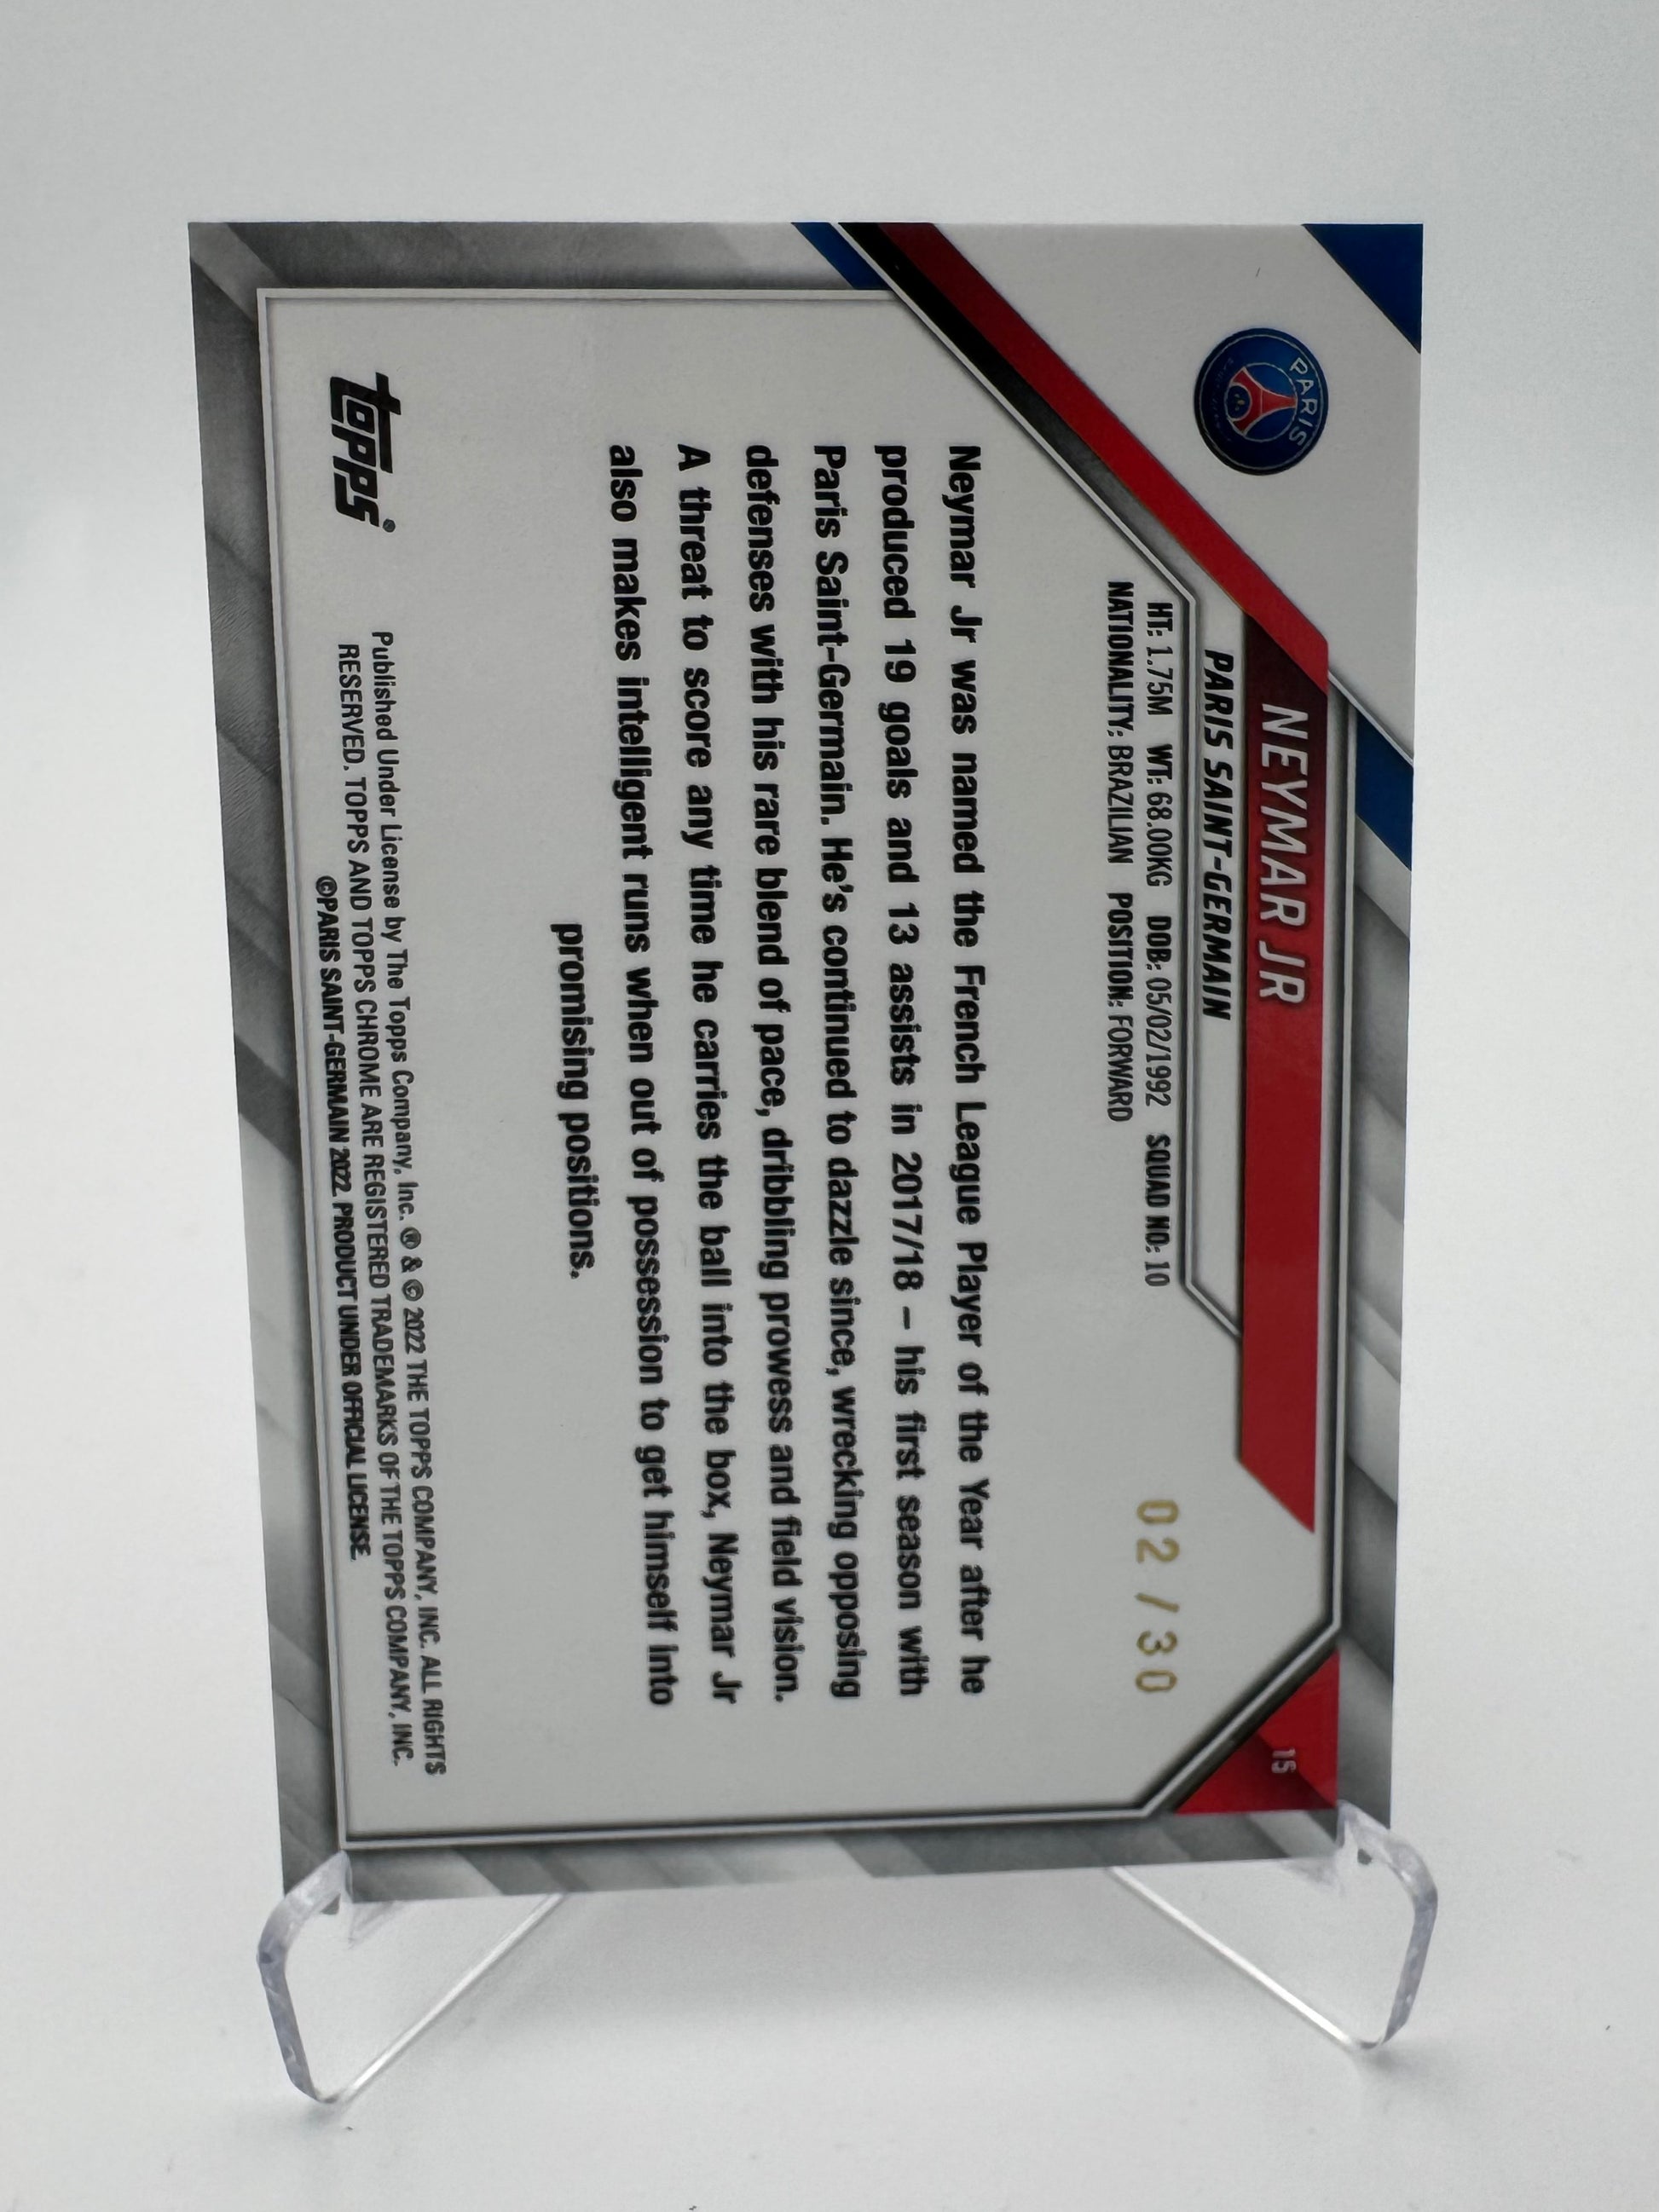 PARIS
NEYMAR JR
PARIS SAINT-GERMAIN
HT: 1.75M WT: 68.00KG DOB: 05/02/1992 SQUAD NO: 10
NATIONALITY: BRAZILIAN POSITION: FORWARD
02/30
15
Neymar Jr was named the French League Player of the Year after he
produced 19 goals and 13 assists in 2017/18 – his first season with
Paris Saint-Germain. He's continued to dazzle since, wrecking opposing
defenses with his rare blend of pace, dribbling prowess and field vision.
A threat to score any time he carries the ball into the box, Neymar Jr
also makes intelligent runs when out of possession to get himself into
promising positions.
topps®
Published Under License by The Topps Company, Inc. ® & © 2022 THE TOPPS COMPANY, INC. ALL RIGHTS
RESERVED. TOPPS AND TOPPS CHROME ARE REGISTERED TRADEMARKS OF THE TOPPS COMPANY, INC.
©PARIS SAINT-GERMAIN 2022. PRODUCT UNDER OFFICIAL LICENSE.